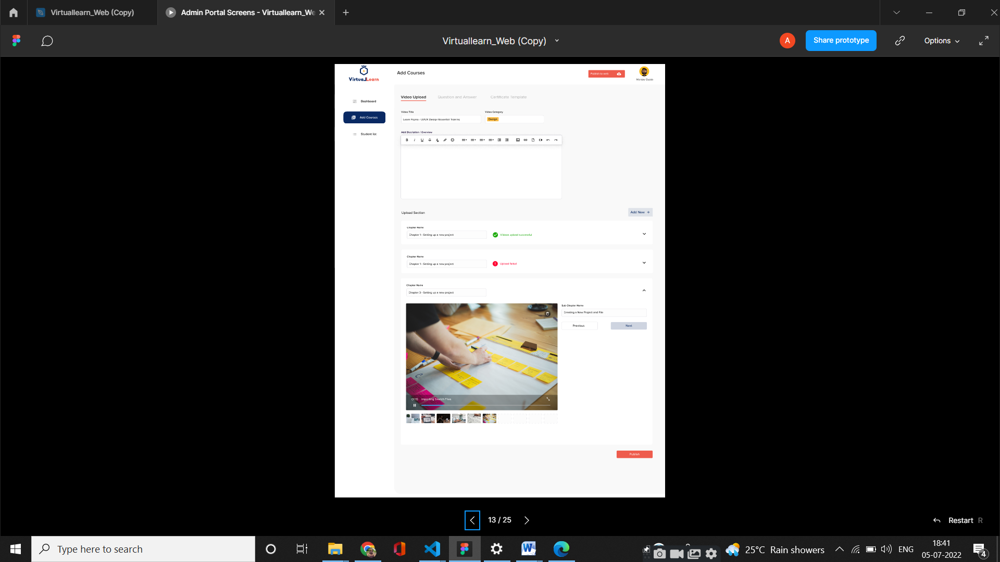 Virtuallearn_Web (Copy)
Admin Portal Screens - Virtuallearn_We
Virtuallearn_Web (Copy)
A
Share prototype
Options
VirtuaLLearn
Add Courses
Publish to web
Manjav Gupta
Dashboard
Add Courses
Student list
Video Upload
Question and Answer
Certificate Template
Video Title
Video Category
Learn Figma - UI/UX Design Essential Training
Design
Add Discription / Overview
B I U S A
Upload Section
Add New +
Chapter Name
Chapter 1 - Setting up a new project
Videos upload successful
Chapter Name
Chapter 1 - Setting up a new project
Upload failed
Chapter Name
Chapter 3 - Setting up a new project
Sub Chapter Name
Creating a New Project and File
Previous
Next
01:15 Importing Sketch Files
Publish
13 / 25
Restart R
Type here to search
25°C Rain showers
ENG
18:41
05-07-2022
4